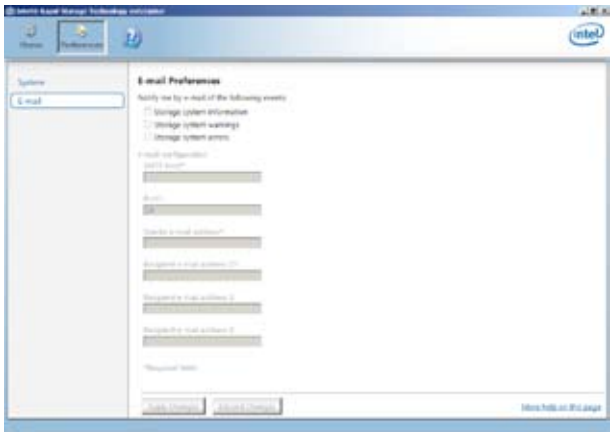 Intel® Rapid Storage Technology enterprise
Home
Preferences
intel
System
E-mail
E-mail Preferences
Notify me by e-mail of the following events
Storage system information
Storage system warnings
Storage system errors
E-mail configuration
SMTP host*
Port*
Sender e-mail address*
Recipient e-mail address 1*
Recipient e-mail address 2
Recipient e-mail address 3
*Required fields
Apply Changes
Discard Changes
More help on this page